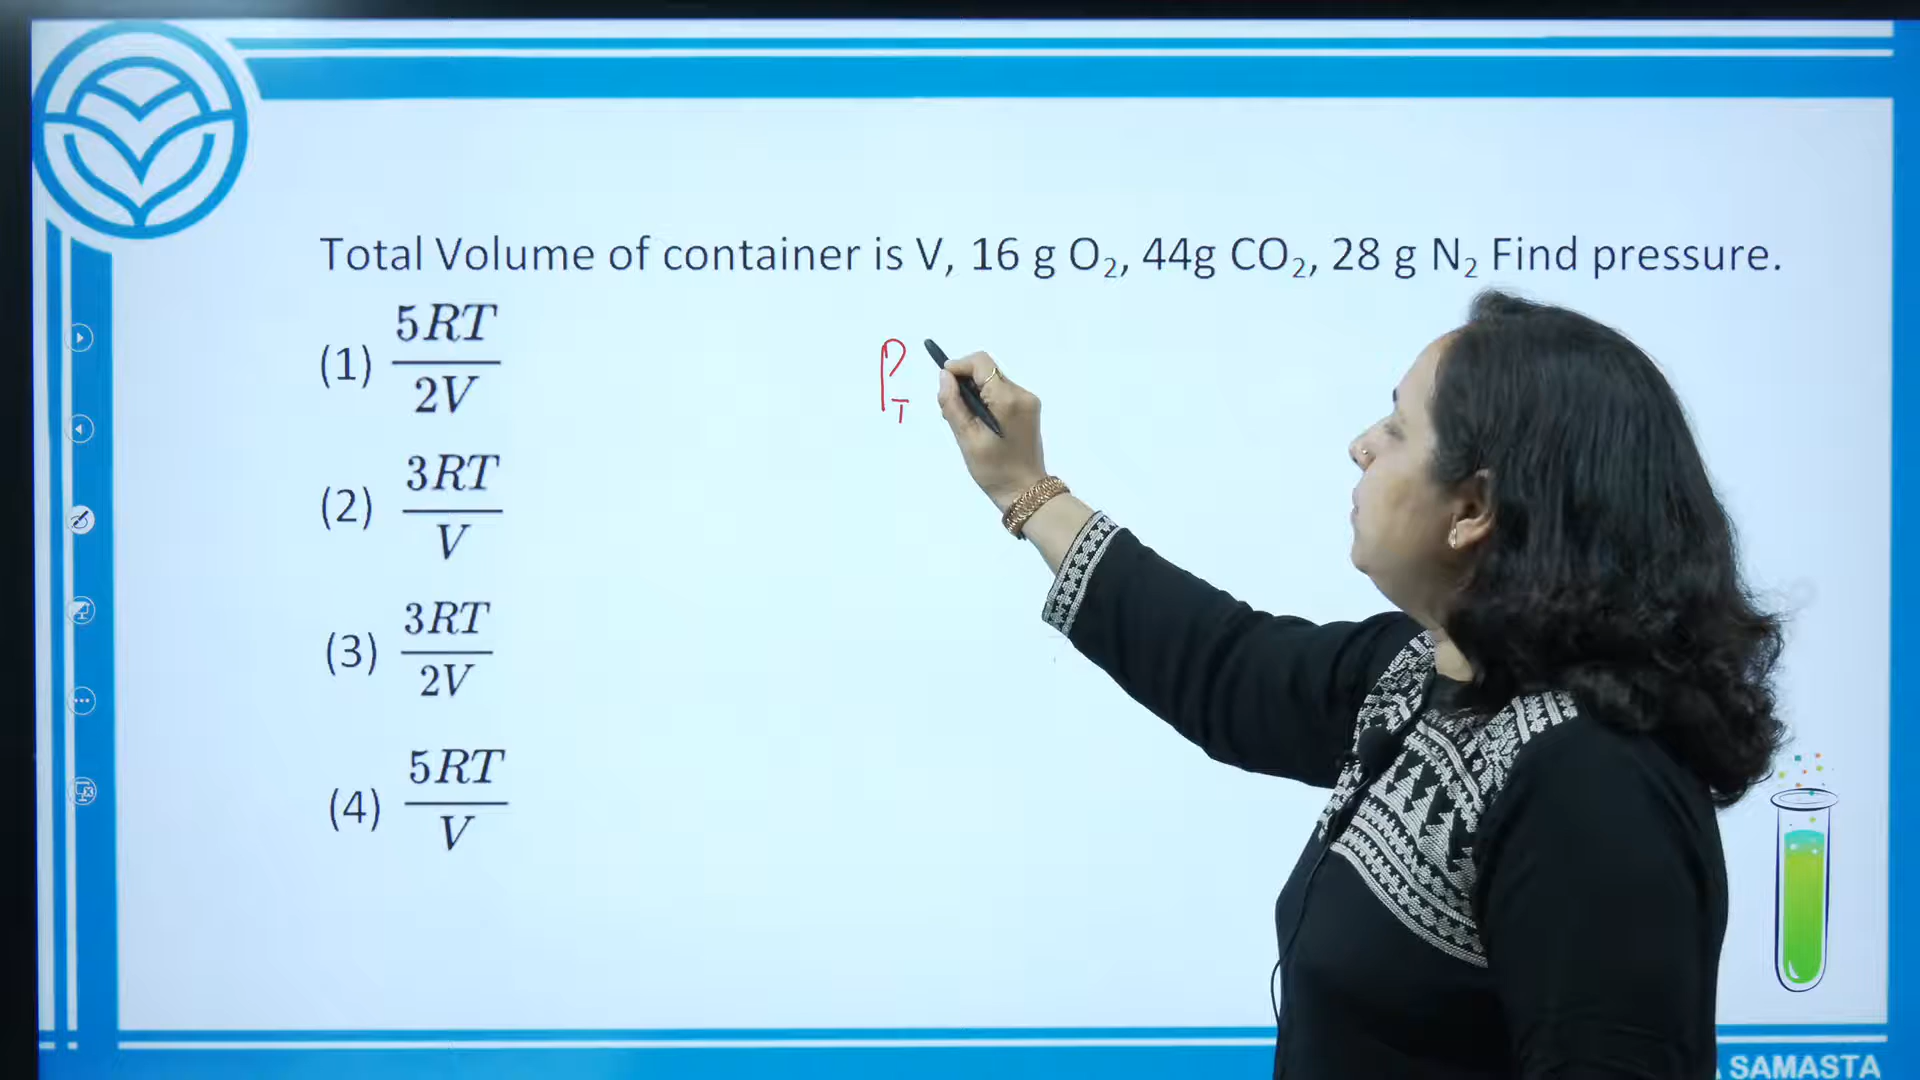 Total Volume of container is V, 16 g O₂, 44g CO₂, 28 g N₂ Find pressure.
(1) 5RT/2V
P_T
(2) 3RT/V
(3) 3RT/2V
(4) 5RT/V
SAMASTA